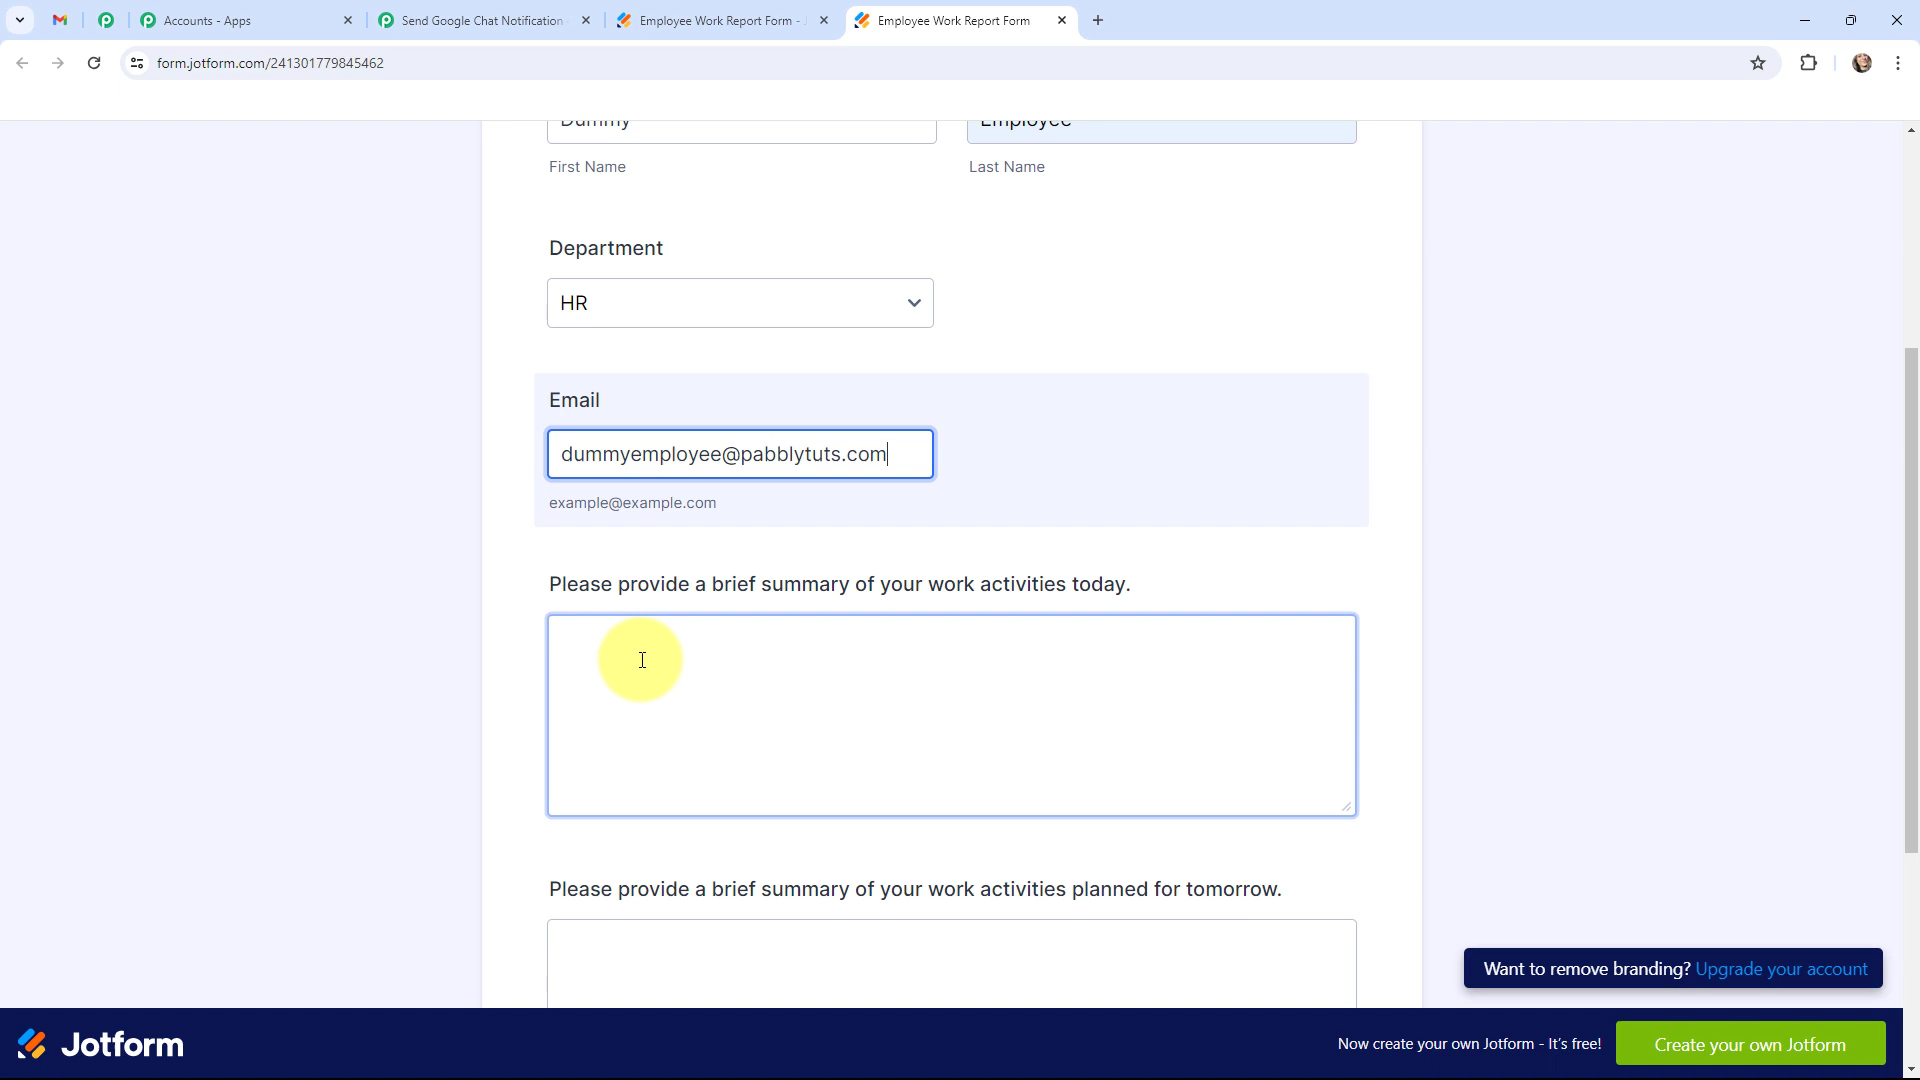 Accounts - Apps
Send Google Chat Notification
Employee Work Report Form -
Employee Work Report Form
form.jotform.com/241301779845462
Dummy
Employee
First Name
Last Name
Department
HR
Email
dummyemployee@pabblytuts.com
example@example.com
Please provide a brief summary of your work activities today.
Please provide a brief summary of your work activities planned for tomorrow.
Want to remove branding? Upgrade your account
Jotform
Now create your own Jotform - It's free!
Create your own Jotform